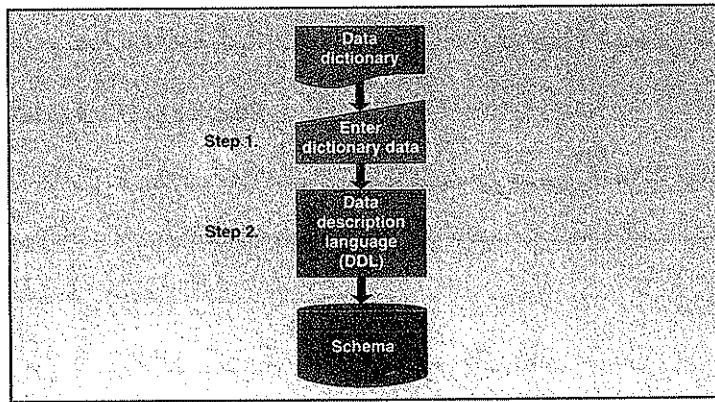 Data
dictionary
Step 1.
Enter
dictionary data
Step 2.
Data
description
language
(DDL)
Schema